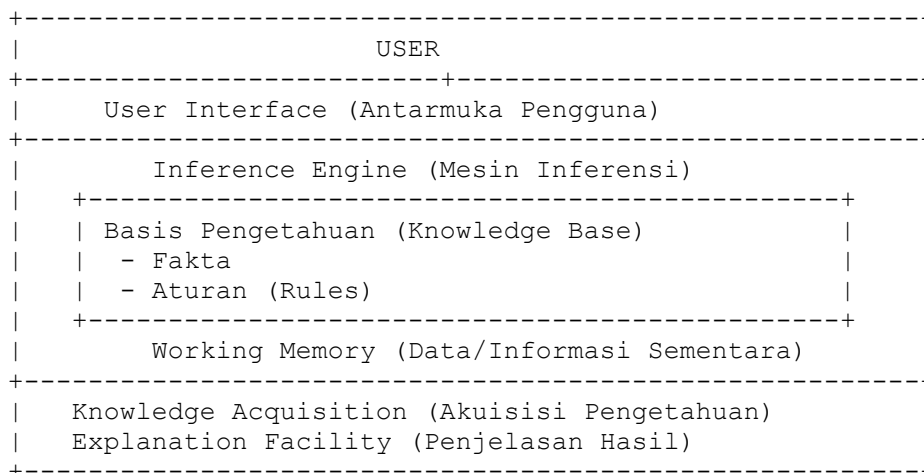 +--------------------------------------------------------
|                      USER
+--------------------------+-----------------------------
|     User Interface (Antarmuka Pengguna)
+--------------------------------------------------------
|        Inference Engine (Mesin Inferensi)
|   +-----------------------------------------------+
|   | Basis Pengetahuan (Knowledge Base)            |
|   |  - Fakta                                      |
|   |  - Aturan (Rules)                             |
|   +-----------------------------------------------+
|        Working Memory (Data/Informasi Sementara)
+--------------------------------------------------------
|   Knowledge Acquisition (Akuisisi Pengetahuan)
|   Explanation Facility (Penjelasan Hasil)
+--------------------------------------------------------